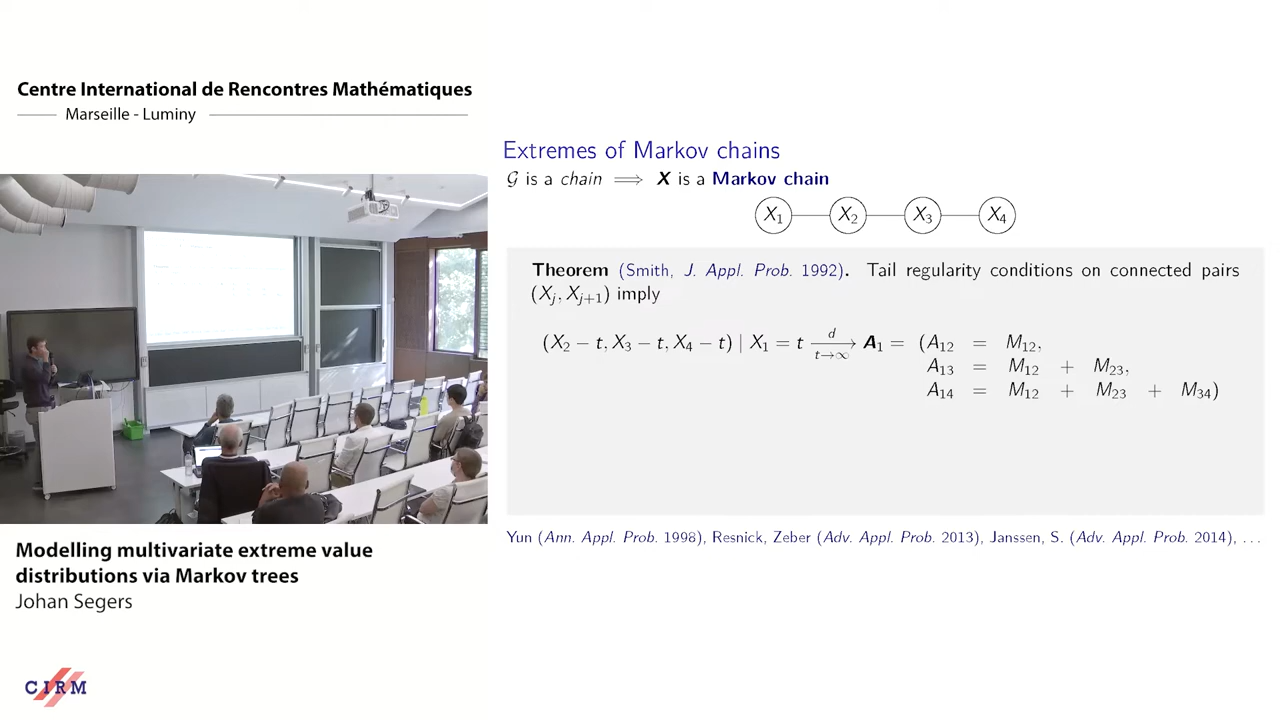 Centre International de Rencontres Mathématiques
Marseille - Luminy
Extremes of Markov chains
𝒢 is a chain ⟹ X is a Markov chain
X₁ X₂ X₃ X₄
Theorem (Smith, J. Appl. Prob. 1992). Tail regularity conditions on connected pairs
(Xⱼ, Xⱼ₊₁) imply
(X₂ − t, X₃ − t, X₄ − t) | X₁ = t →ᵈ_{t→∞} A₁ = (A₁₂ = M₁₂,
A₁₃ = M₁₂ + M₂₃,
A₁₄ = M₁₂ + M₂₃ + M₃₄)
Yun (Ann. Appl. Prob. 1998), Resnick, Zeber (Adv. Appl. Prob. 2013), Janssen, S. (Adv. Appl. Prob. 2014), ...
Modelling multivariate extreme value
distributions via Markov trees
Johan Segers
CIRM